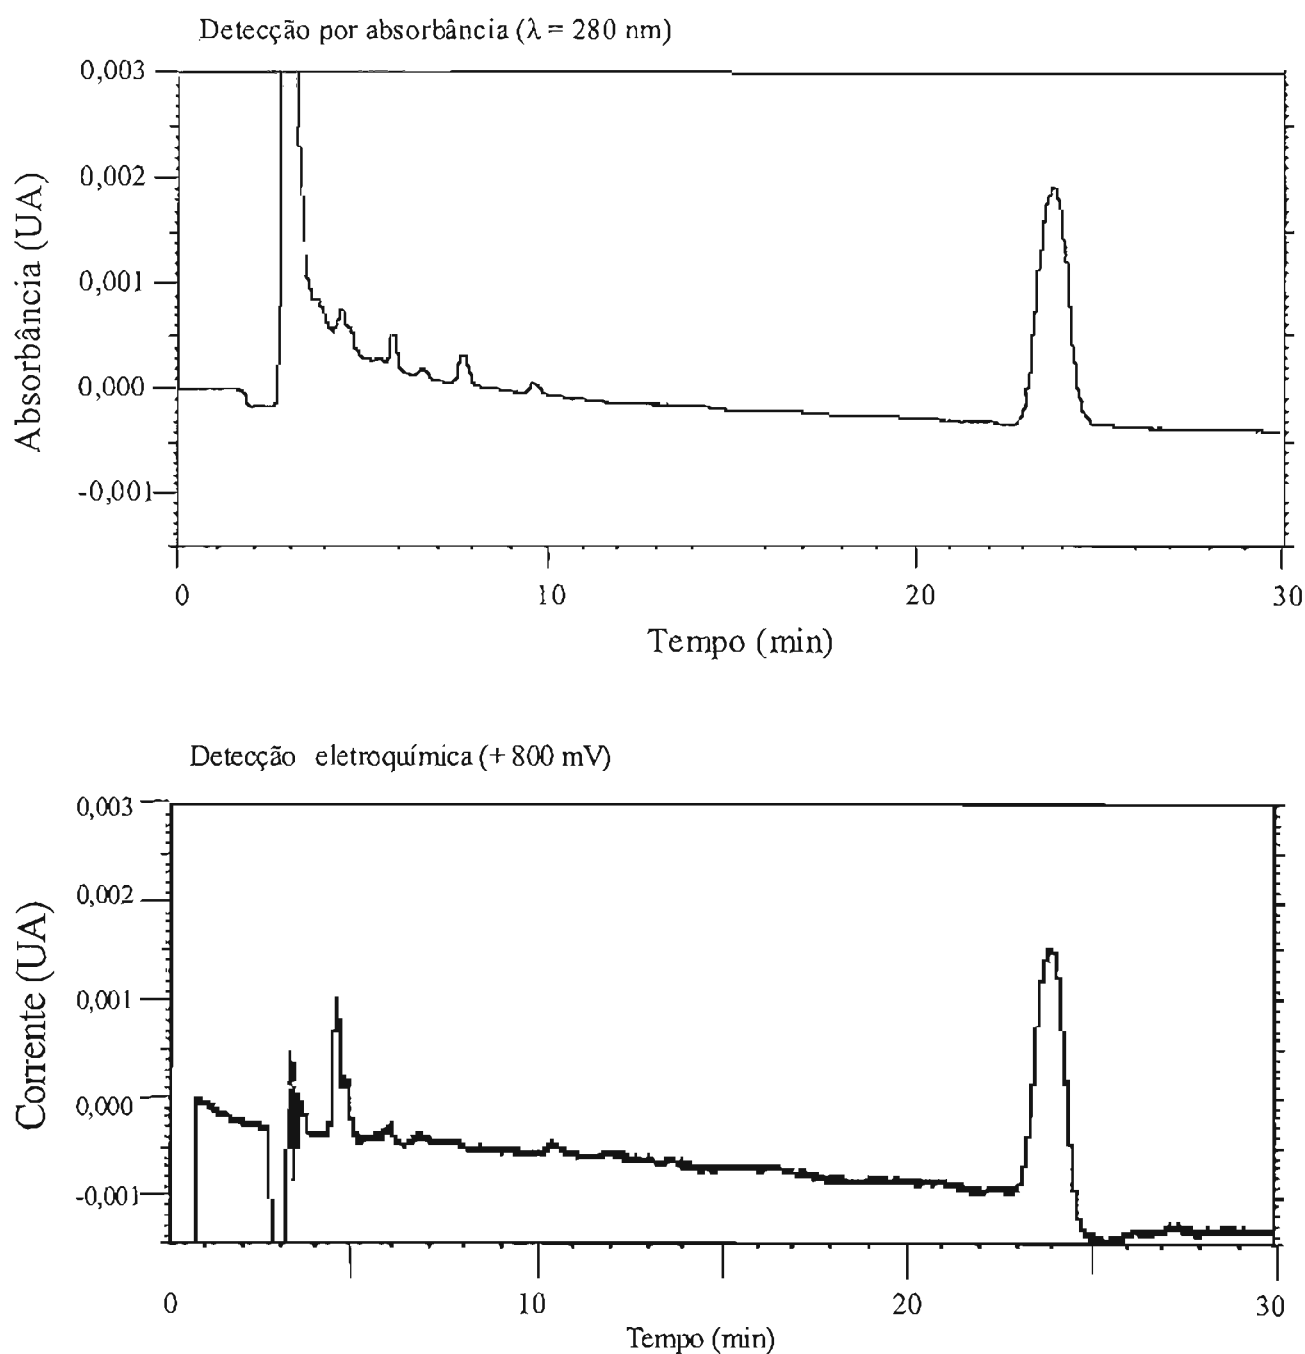 Detecção por absorbância (λ = 280 nm)
0,003
0,002
0,001
0,000
-0,001
Absorbância (UA)
0 10 20 30
Tempo (min)
Detecção eletroquímica (+ 800 mV)
0,003
0,002
0,001
0,000
-0,001
Corrente (UA)
0 10 20 30
Tempo (min)